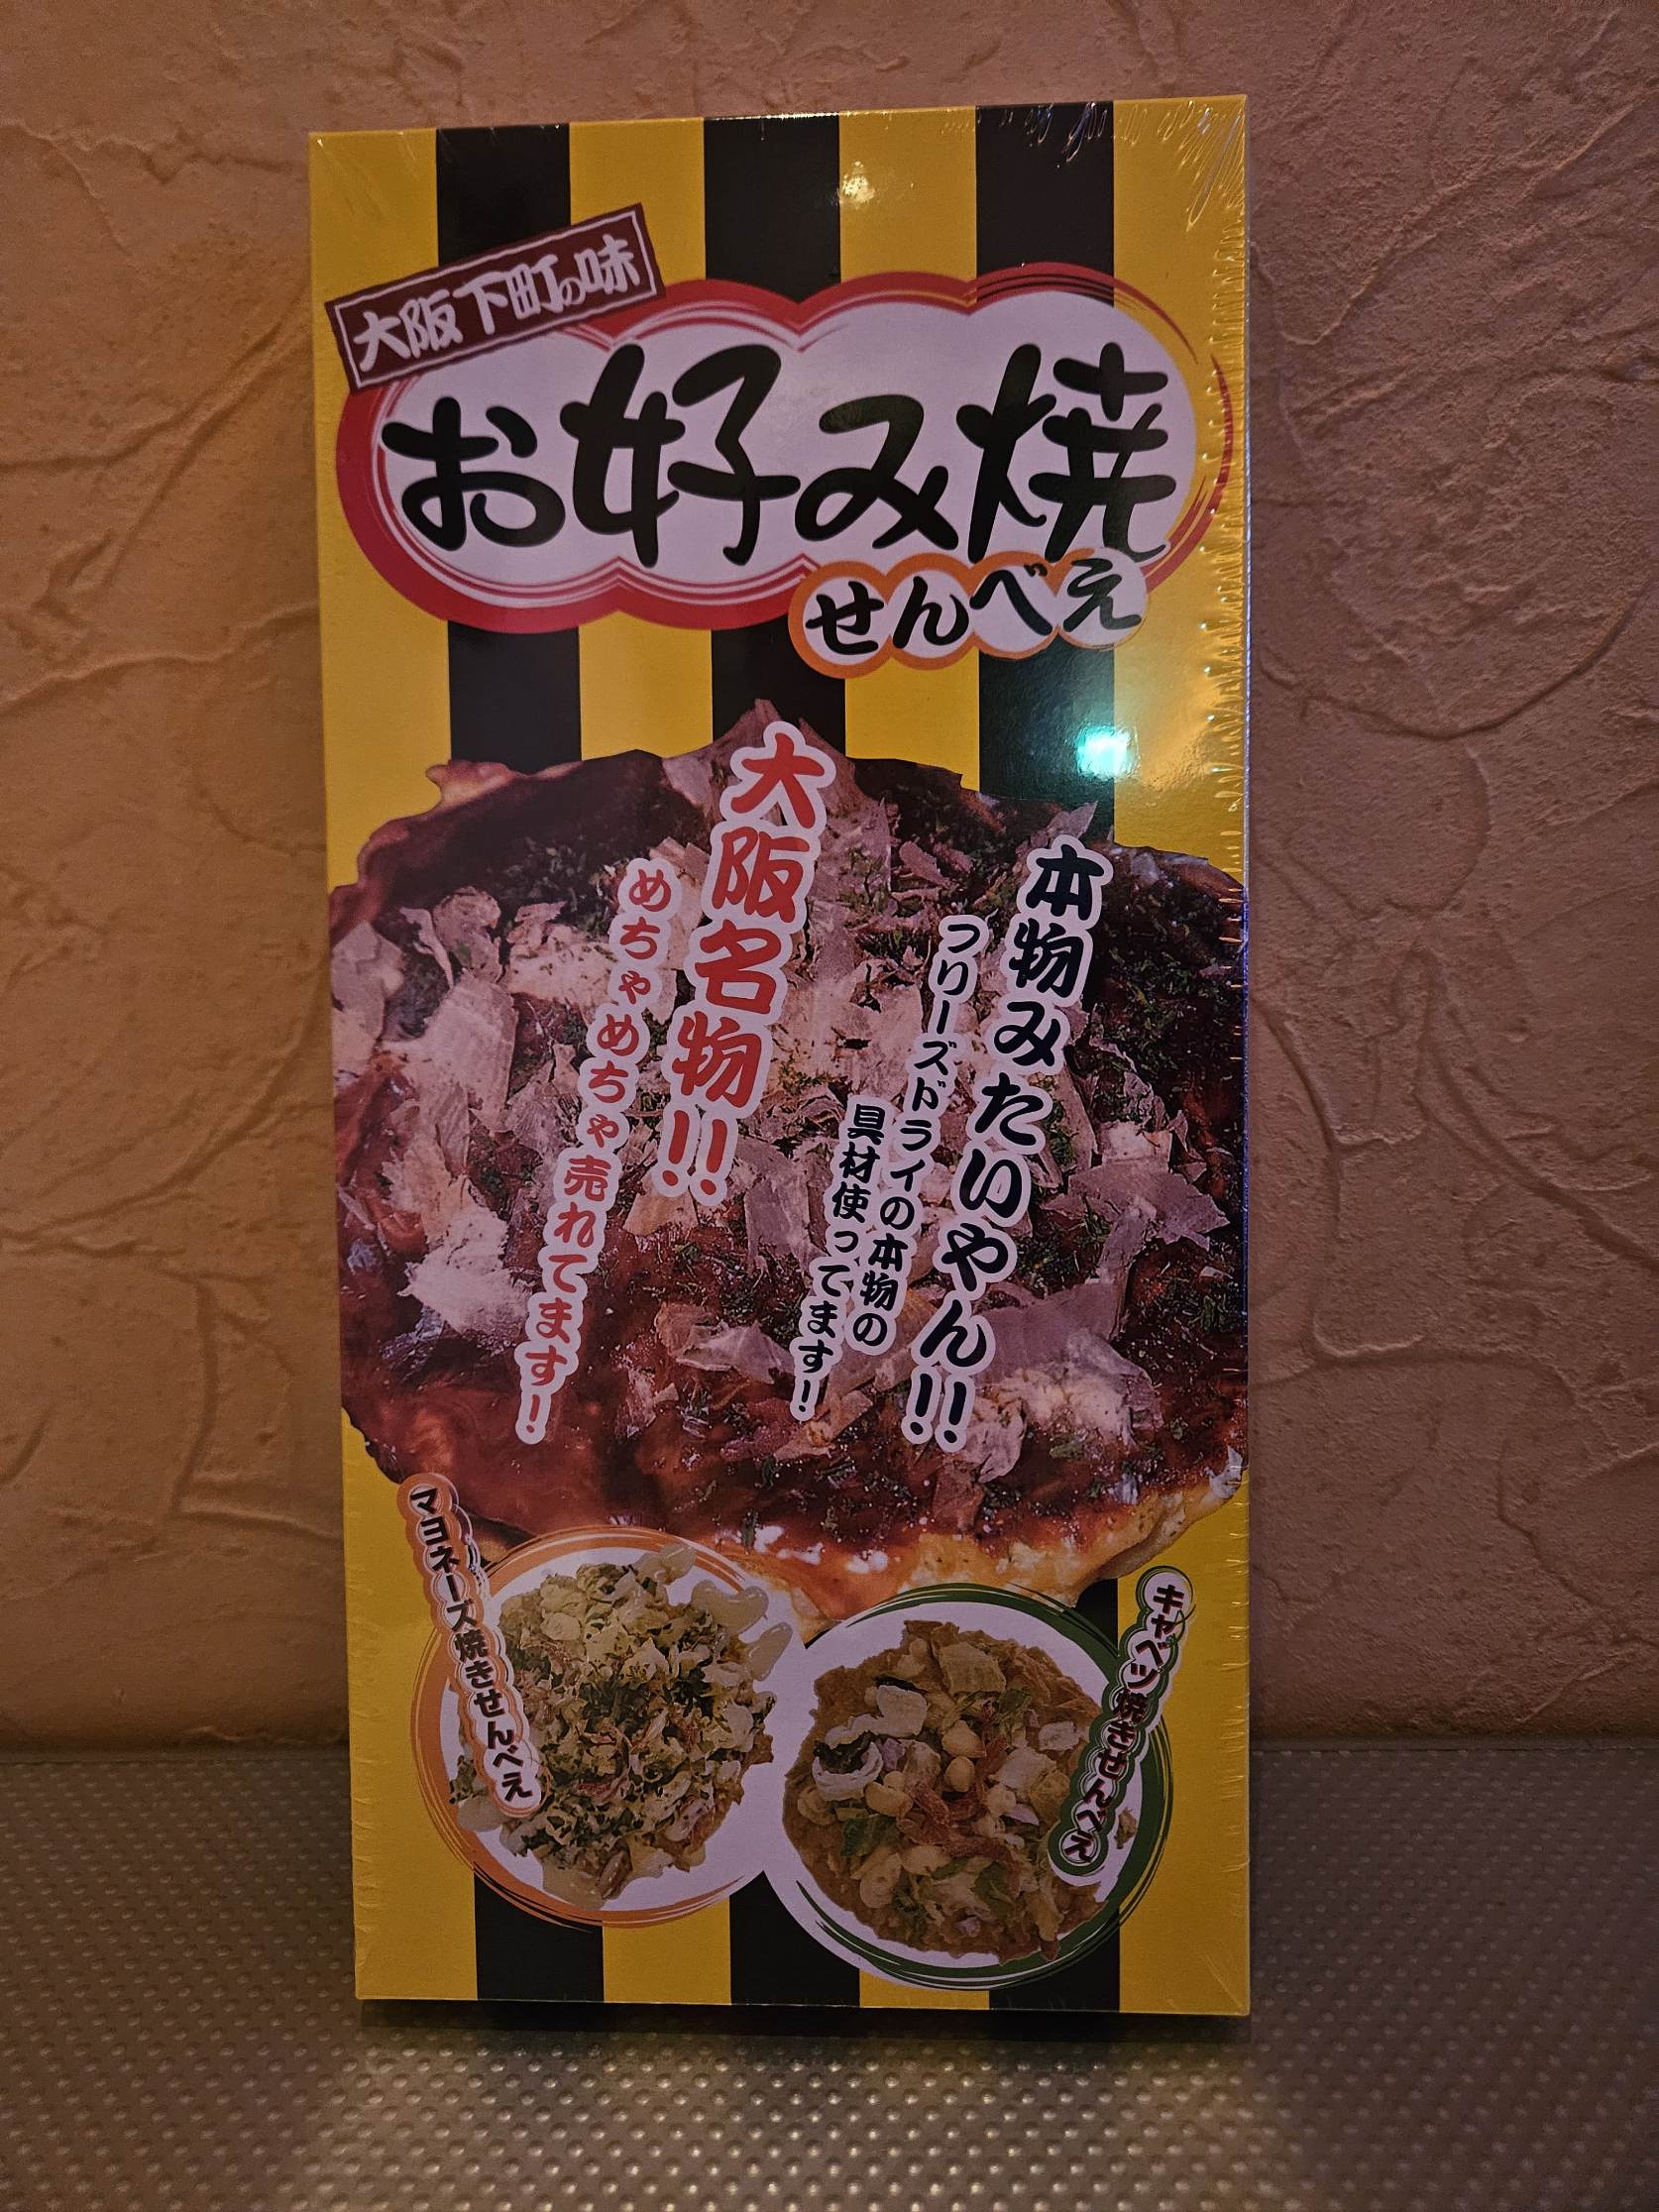 大阪下町の味
お好み焼
せんべえ
本物みたいやん!!
フリーズドライの本物の
具材使ってます!
大阪名物!!
めちゃめちゃ売れてます!
マヨネーズ焼きせんべえ
キャベツ焼きせんべえ